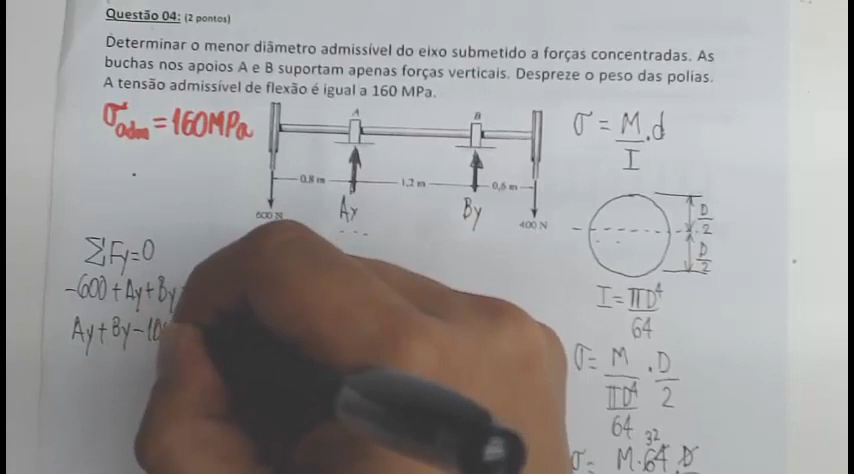 Questão 04: (2 pontos)
Determinar o menor diâmetro admissível do eixo submetido a forças concentradas. As
buchas nos apoios A e B suportam apenas forças verticais. Despreze o peso das polias.
A tensão admissível de flexão é igual a 160 MPa.
σadm = 160MPa
A
B
0,8 m
1,2 m
0,6 m
600 N
Ay
By
400 N
σ = M/I . d
D/2
D/2
I = πD⁴/64
σ = M/(πD⁴/64) . D/2
32
σ = M.64 . D
ΣFy=0
-600 + Ay + By
Ay + By - 10